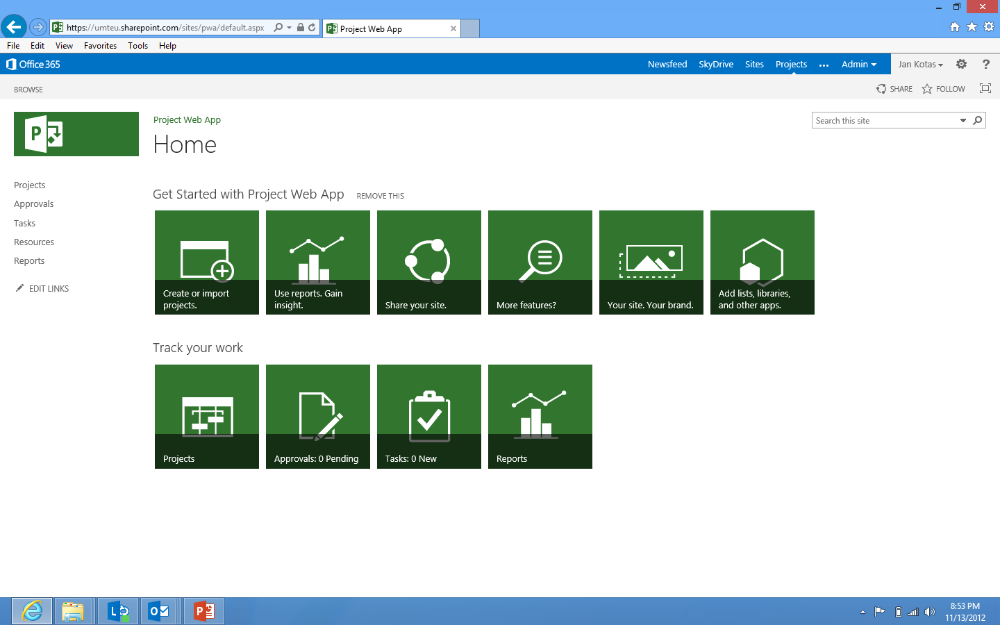 https://umteu.sharepoint.com/sites/pwa/default.aspx
Project Web App
File Edit View Favorites Tools Help
Office 365
Newsfeed SkyDrive Sites Projects ... Admin
Jan Kotas
?
BROWSE
SHARE FOLLOW
P
Project Web App
Home
Search this site
Projects
Approvals
Tasks
Resources
Reports
EDIT LINKS
Get Started with Project Web App REMOVE THIS
Create or import
projects.
Use reports. Gain
insight.
Share your site.
More features?
Your site. Your brand.
Add lists, libraries,
and other apps.
Track your work
Projects
Approvals: 0 Pending
Tasks: 0 New
Reports
8:53 PM
11/13/2012